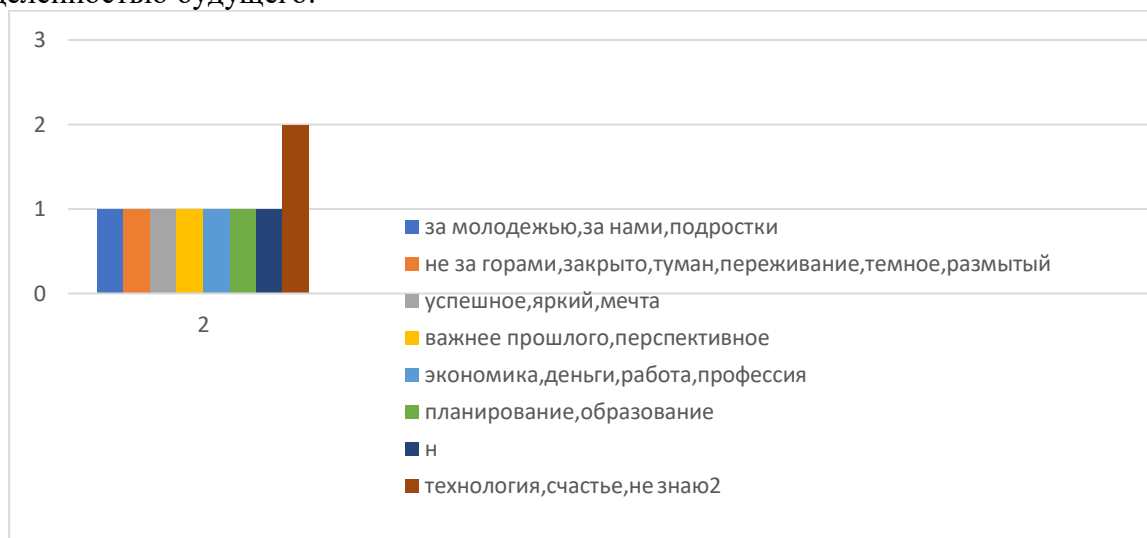 будущего.
3
2
1
0
2
за молодежью,за нами,подростки
не за горами,закрыто,туман,переживание,темное,размытый
успешное,яркий,мечта
важнее прошлого,перспективное
экономика,деньги,работа,профессия
планирование,образование
н
технология,счастье,не знаю2